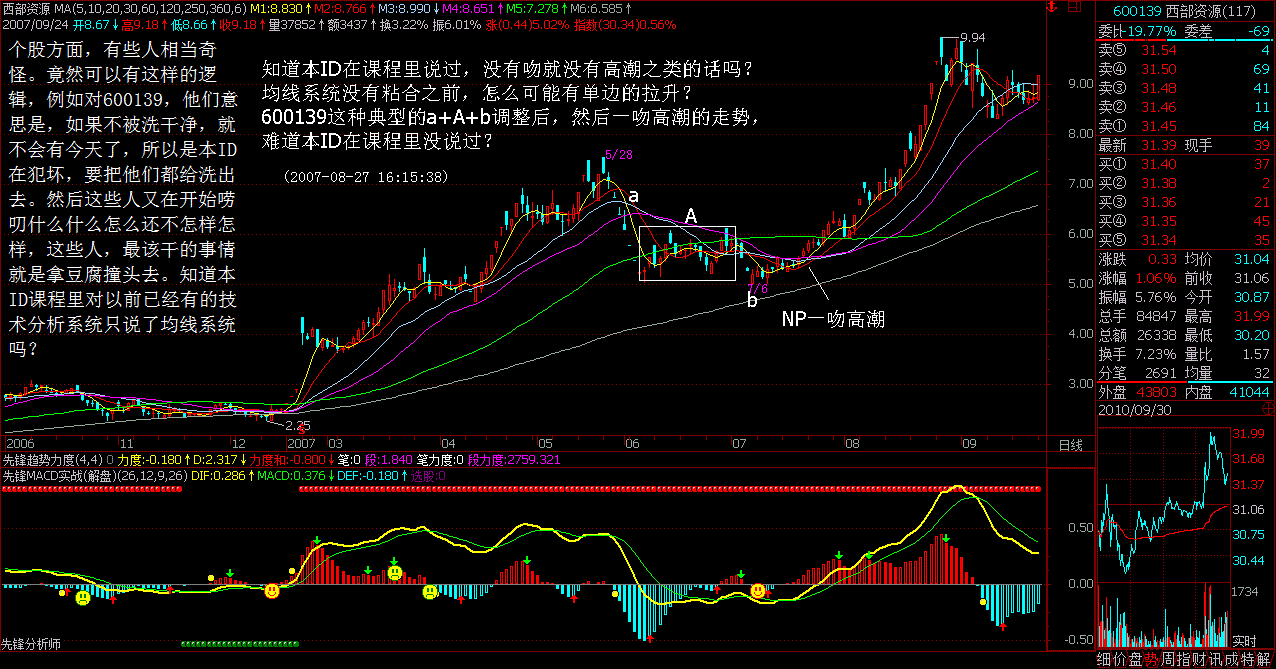 西部资源 MA(5,10,20,30,60,120,250,360,6) M1:8.830↑ M2:8.766↑ M3:8.990↓ M4:8.651↑ M5:7.278↑ M6:6.585↑
2007/09/24 开8.67↓ 高9.18↑ 低8.66↑ 收9.18↑ 量37852↑ 额3437↑ 换3.22% 振6.01% 涨(0.44)5.02% 指数(30.34)0.56%
个股方面，有些人相当奇
怪。竟然可以有这样的逻
辑，例如对600139，他们意
思是，如果不被洗干净，就
不会有今天了，所以是本ID
在犯坏，要把他们都给洗出
去。然后这些人又在开始唠
叨什么什么怎么还不怎样怎
样，这些人，最该干的事情
就是拿豆腐撞头去。知道本
ID课程里对以前已经有的技
术分析系统只说了均线系统
吗？
知道本ID在课程里说过，没有吻就没有高潮之类的话吗？
均线系统没有粘合之前，怎么可能有单边的拉升？
600139这种典型的a+A+b调整后，然后一吻高潮的走势，
难道本ID在课程里没说过？
(2007-08-27 16:15:38)
5/28
a
A
b
7/6
NP一吻高潮
9.94
2.25
9.00
8.00
7.00
6.00
5.00
4.00
3.00
2006 11 12 2007 03 04 05 06 07 08 09 日线
先锋趋势力度(4,4) 0 力度:-0.180↑ D:2.317↓ 力度和:-0.800↓ 笔:0 段:1.840 笔力度:0 段力度:2759.321
先锋MACD实战(解盘)(26,12,9,26) DIF:0.286↑ MACD:0.376↓ DEF:-0.180↑ 选股:0
0.50
0.00
-0.50
先锋分析师
600139 西部资源(117)
委比-19.77% 委差 -69
卖⑤ 31.54 4
卖④ 31.50 69
卖③ 31.48 41
卖② 31.46 11
卖① 31.45 84
最新 31.39 现手 39
买① 31.40 37
买② 31.38 2
买③ 31.36 21
买④ 31.35 45
买⑤ 31.34 35
涨跌 0.33 均价 31.04
涨幅 1.06% 前收 31.06
振幅 5.76% 今开 30.87
总手 84847 最高 31.99
总额 26338 最低 30.20
换手 7.23% 量比 1.57
分笔 2691 均量 32
外盘 43803 内盘 41044
2010/09/30
31.99
31.68
31.37
31.06
30.75
30.44
1734
实时
细价盘势周指财讯成特解